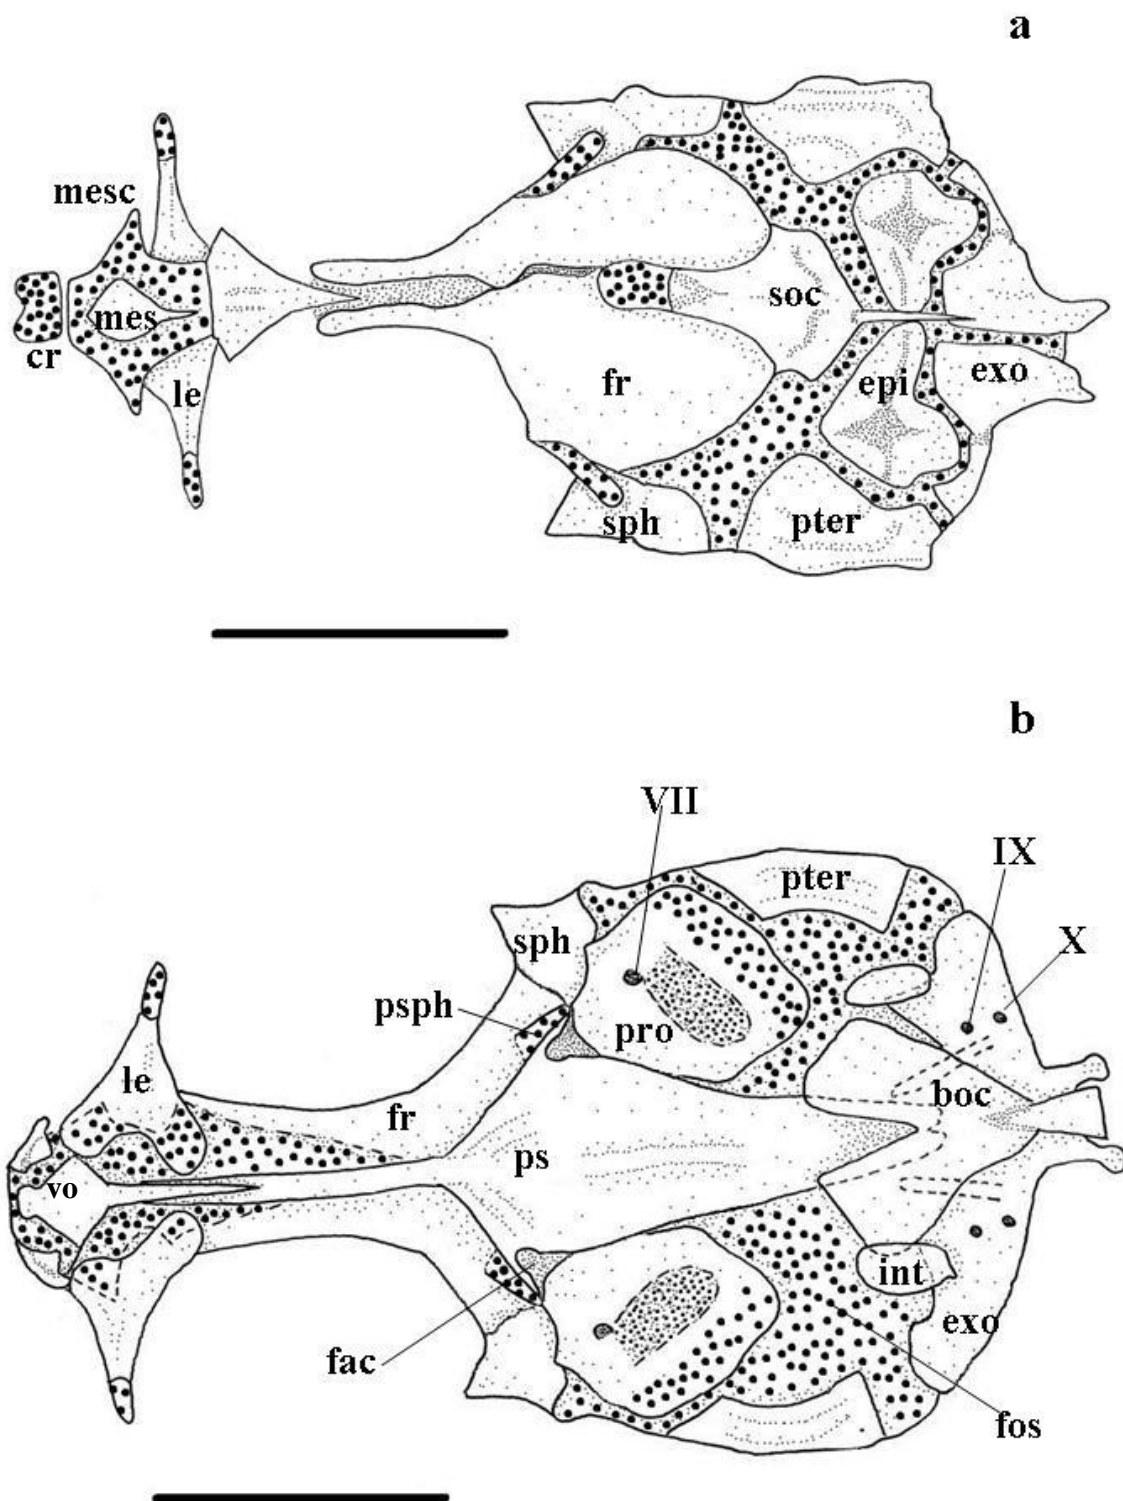 a
mesc
mes
cr
le
soc
fr
epi
exo
sph
pter
b
VII
pter
IX
sph
X
psph
pro
le
boc
fr
ps
vo
int
exo
fac
fos